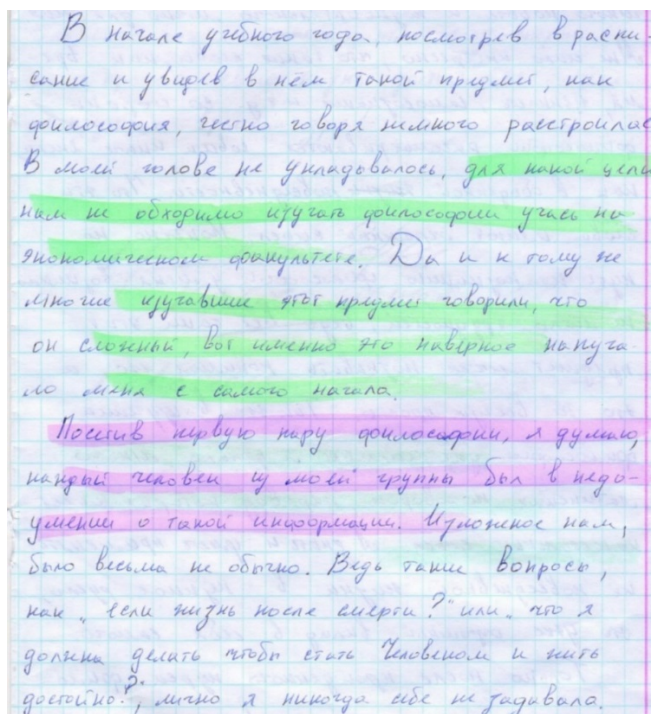 В начале учебного года, посмотрев в распи-
сание и увидев в нём такой предмет, как
философия, честно говоря немного расстроилас
В моей голове не укладывалось, для какой цели
нам не обходимо изучать философии учась на
экономическом факультете. Да и к тому же
многие изучавшие этот предмет говорили, что
он сложный, вот именно это наверное напуга-
ло меня с самого начала.
Посетив первую пару философии, я думаю,
каждый человек из моей группы был в недо-
умении о такой информации. Изложеное нам,
было весьма не обычно. Ведь такие вопросы,
как „если жизнь после смерти?" или „что я
должна делать чтобы стать Человеком и жить
достойно?", лично я никогда себе не задавала.